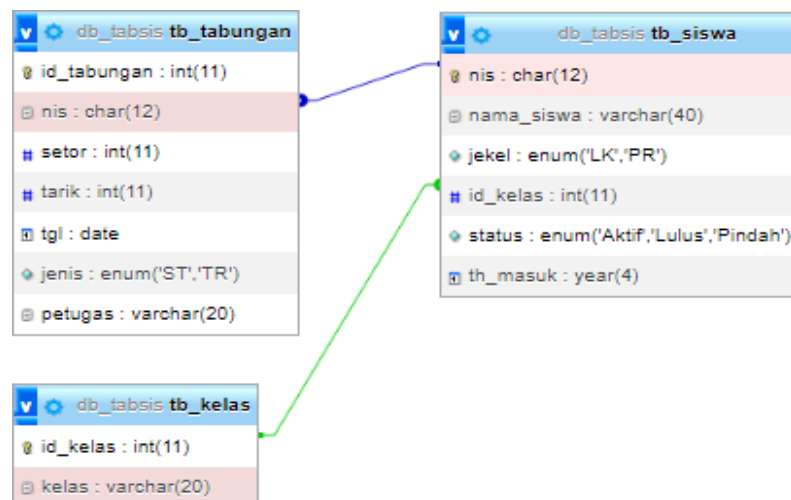 v db_tabsis tb_tabungan
id_tabungan : int(11)
nis : char(12)
# setor : int(11)
# tarik : int(11)
tgl : date
jenis : enum('ST','TR')
petugas : varchar(20)
v db_tabsis tb_siswa
nis : char(12)
nama_siswa : varchar(40)
jekel : enum('LK','PR')
# id_kelas : int(11)
status : enum('Aktif','Lulus','Pindah')
th_masuk : year(4)
v db_tabsis tb_kelas
id_kelas : int(11)
kelas : varchar(20)